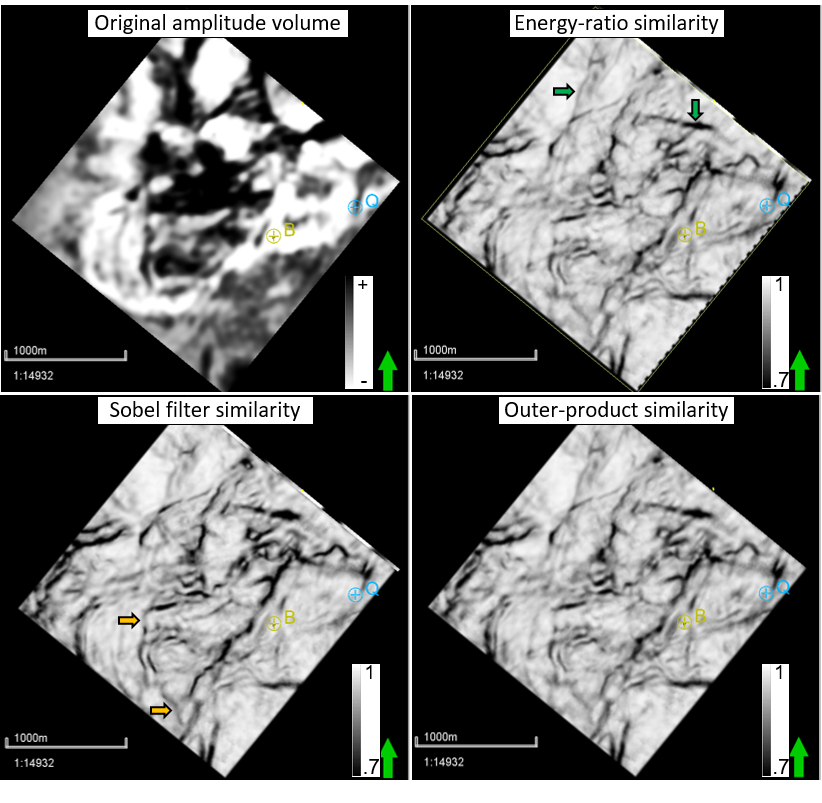 Original amplitude volume
Q
B
+
-
1000m
1:14932
Energy-ratio similarity
Q
B
1
.7
1000m
1:14932
Sobel filter similarity
Q
B
1
.7
1000m
1:14932
Outer-product similarity
Q
B
1
.7
1000m
1:14932